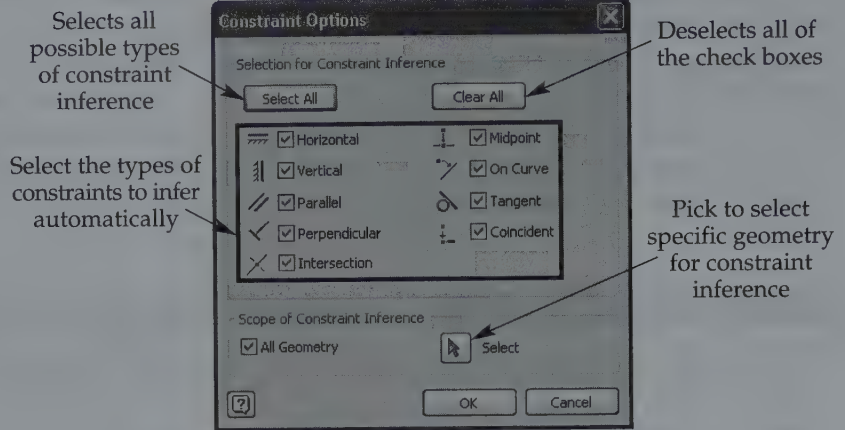 Selects all
possible types
of constraint
inference
Constraint Options
Deselects all of
the check boxes
Selection for Constraint Inference
Select All
Clear All
Select the types of
constraints to infer
automatically
Horizontal
Midpoint
Vertical
On Curve
Parallel
Tangent
Perpendicular
Coincident
Intersection
Pick to select
specific geometry
for constraint
inference
Scope of Constraint Inference
All Geometry
Select
?
OK
Cancel